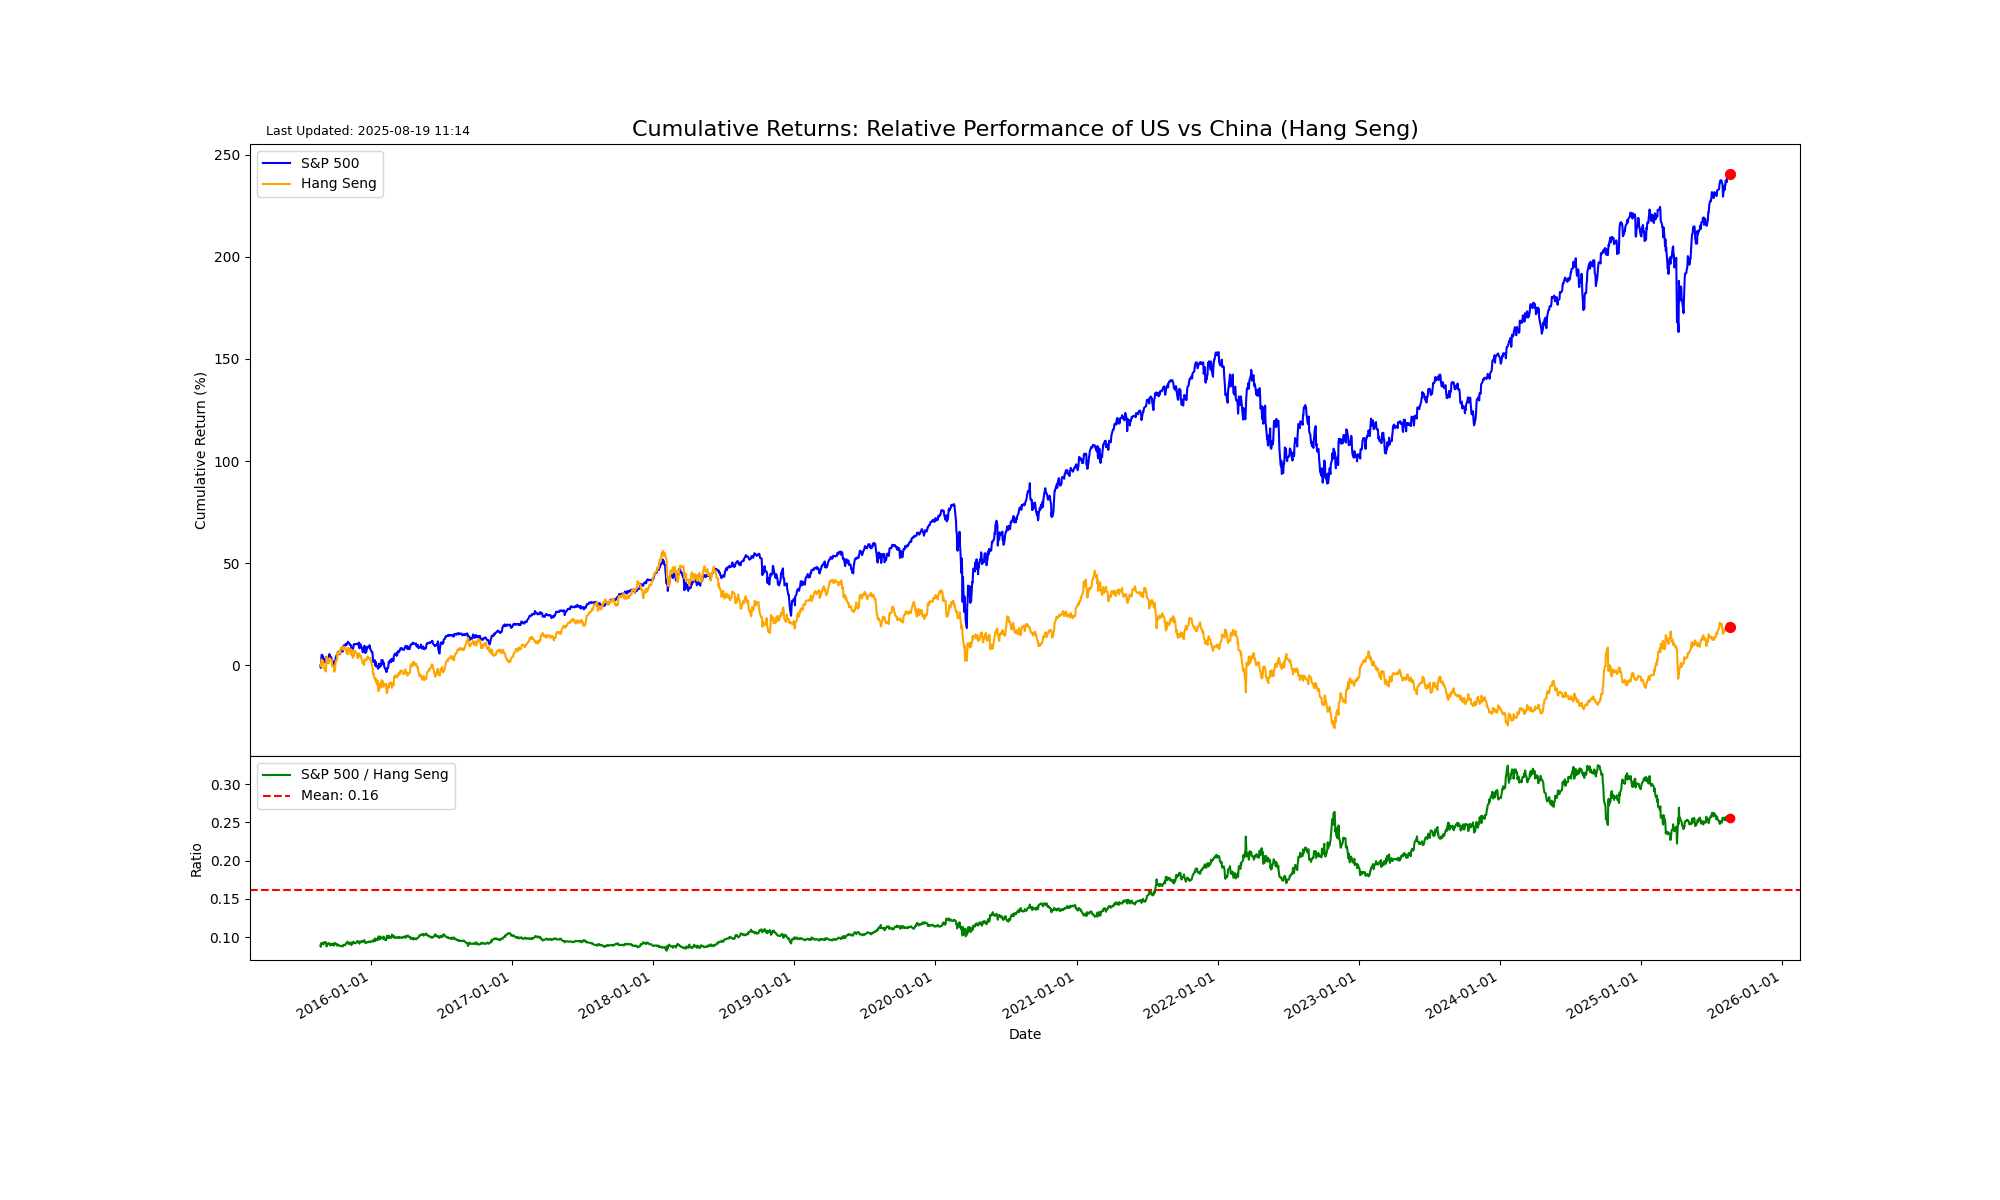 Last Updated: 2025-08-19 11:14
Cumulative Returns: Relative Performance of US vs China (Hang Seng)
S&P 500
Hang Seng
250
200
150
100
50
0
Cumulative Return (%)
S&P 500 / Hang Seng
Mean: 0.16
0.30
0.25
0.20
0.15
0.10
Ratio
2016-01-01
2017-01-01
2018-01-01
2019-01-01
2020-01-01
2021-01-01
2022-01-01
2023-01-01
2024-01-01
2025-01-01
2026-01-01
Date